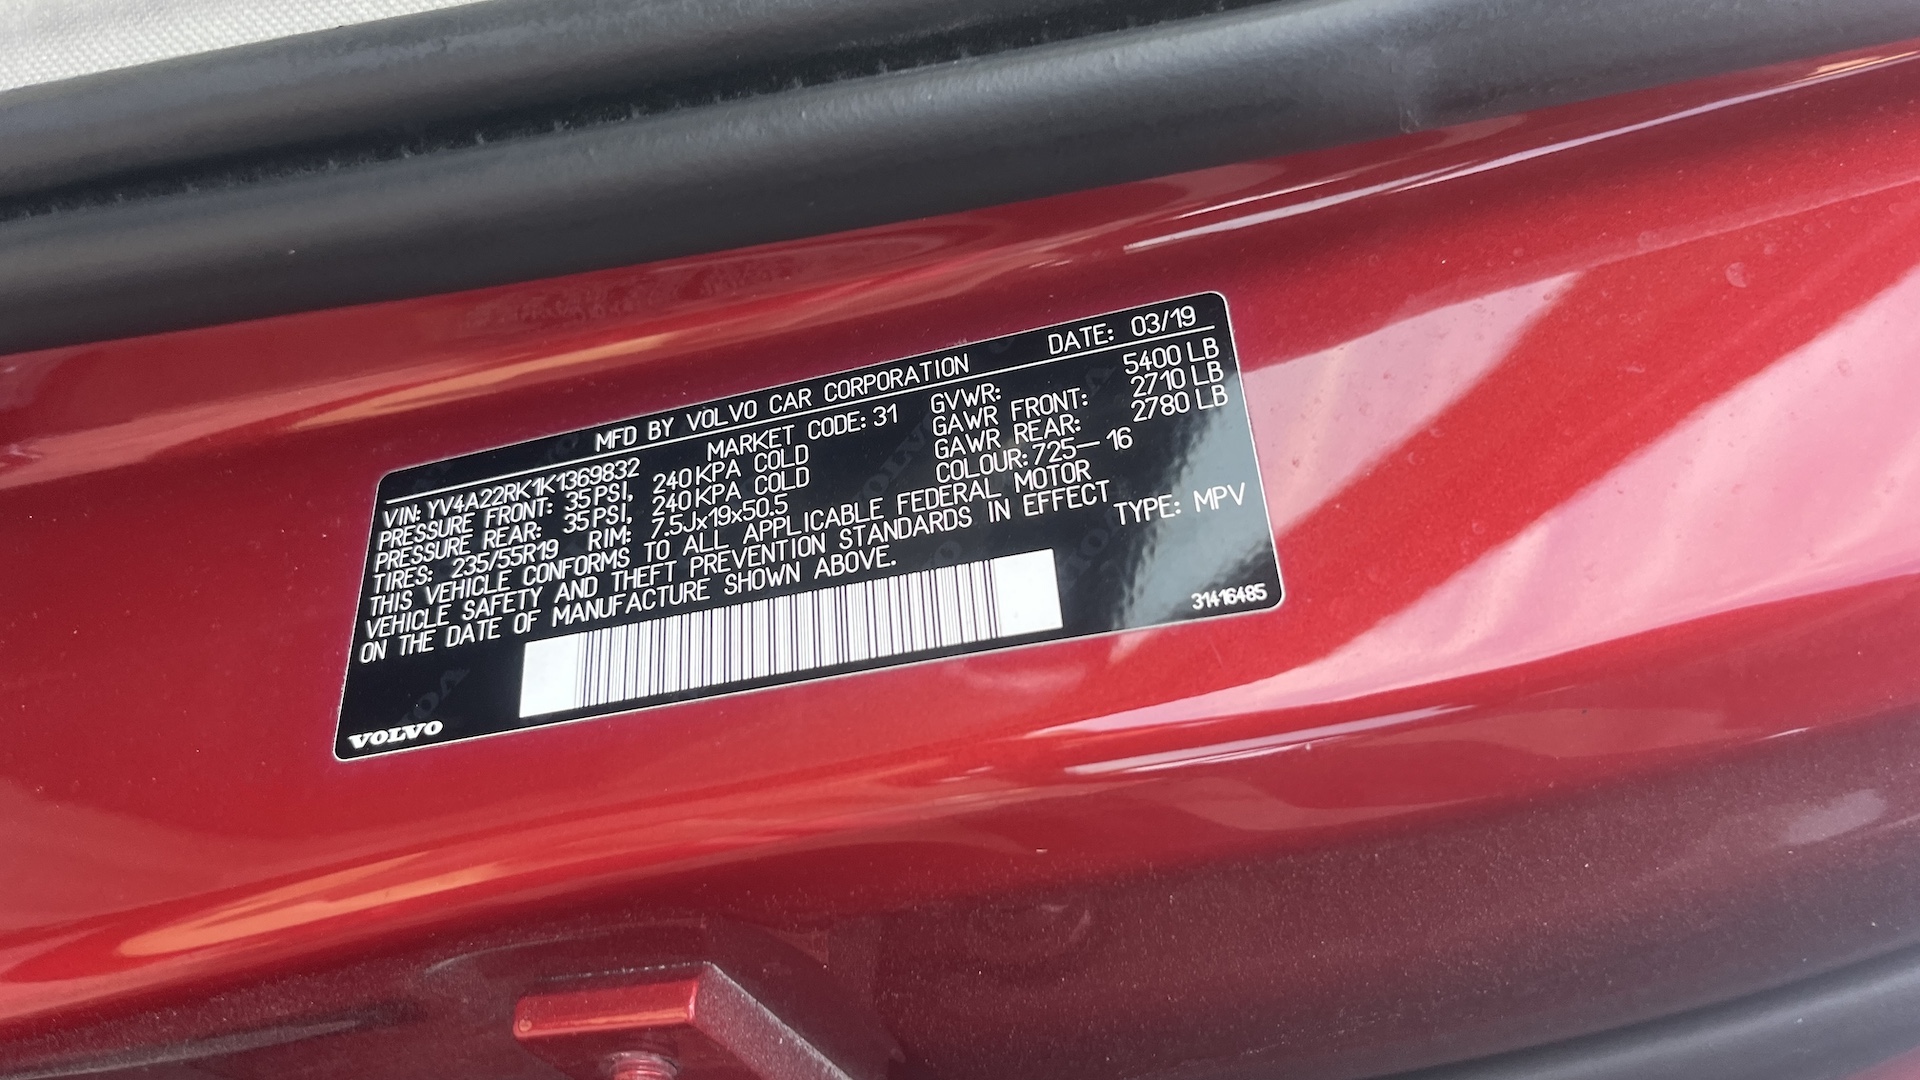 MFD BY VOLVO CAR CORPORATION DATE: 03/19
VIN: YV4A22RK1K1369832 MARKET CODE: 31 GVWR: 5400 LB
PRESSURE FRONT: 35 PSI, 240 KPA COLD GAWR FRONT: 2710 LB
PRESSURE REAR: 35 PSI, 240 KPA COLD GAWR REAR: 2780 LB
TIRES: 235/55R19 RIM: 7.5Jx19x50.5 COLOUR: 725-16
THIS VEHICLE CONFORMS TO ALL APPLICABLE FEDERAL MOTOR
VEHICLE SAFETY AND THEFT PREVENTION STANDARDS IN EFFECT
ON THE DATE OF MANUFACTURE SHOWN ABOVE. TYPE: MPV
31416485
VOLVO